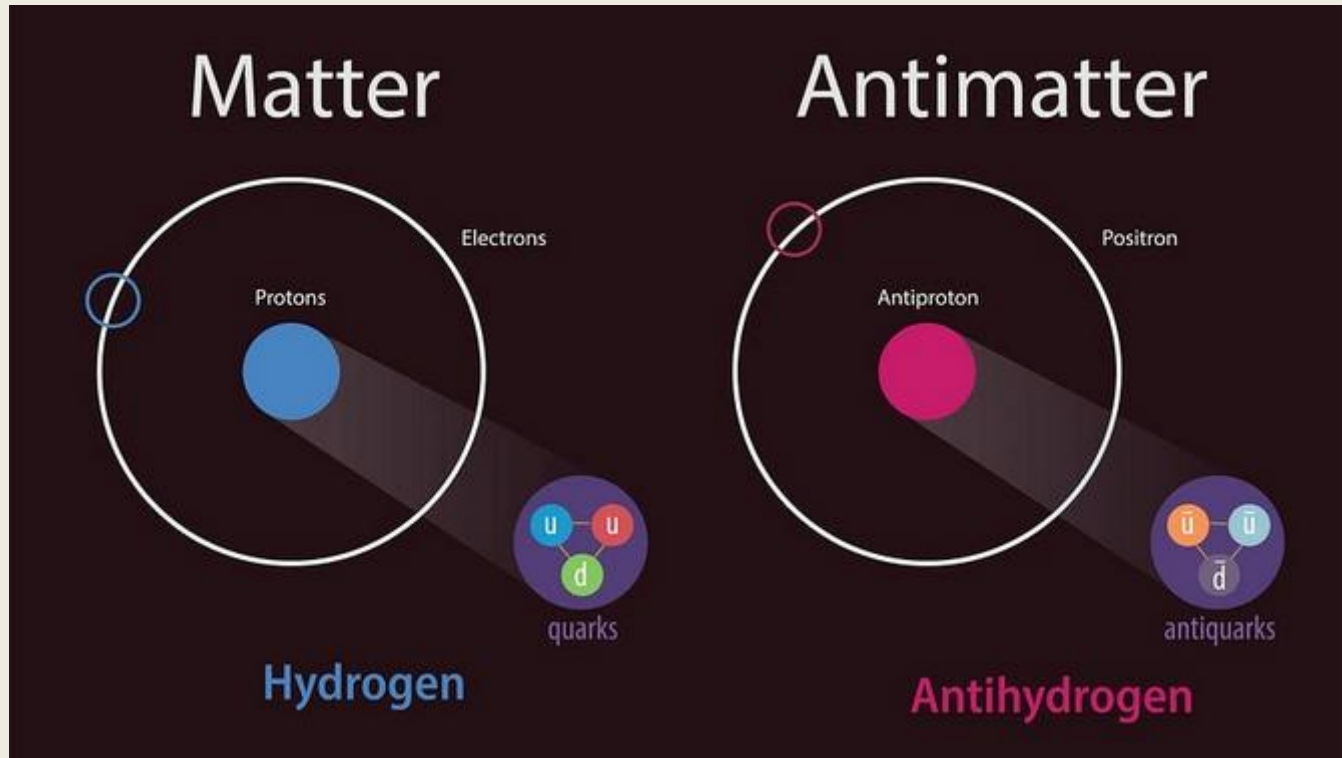 Matter
Electrons
Protons
u u
d
quarks
Hydrogen
Antimatter
Positron
Antiproton
ū ū
d̄
antiquarks
Antihydrogen